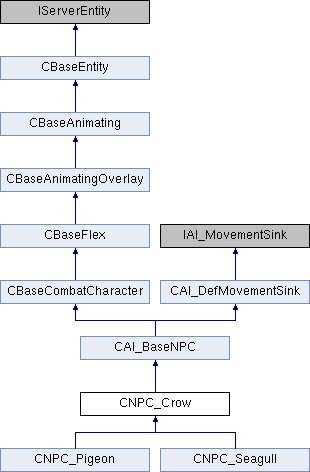 IServerEntity
CBaseEntity
CBaseAnimating
CBaseAnimatingOverlay
CBaseFlex
IAI_MovementSink
CBaseCombatCharacter
CAI_DefMovementSink
CAI_BaseNPC
CNPC_Crow
CNPC_Pigeon
CNPC_Seagull